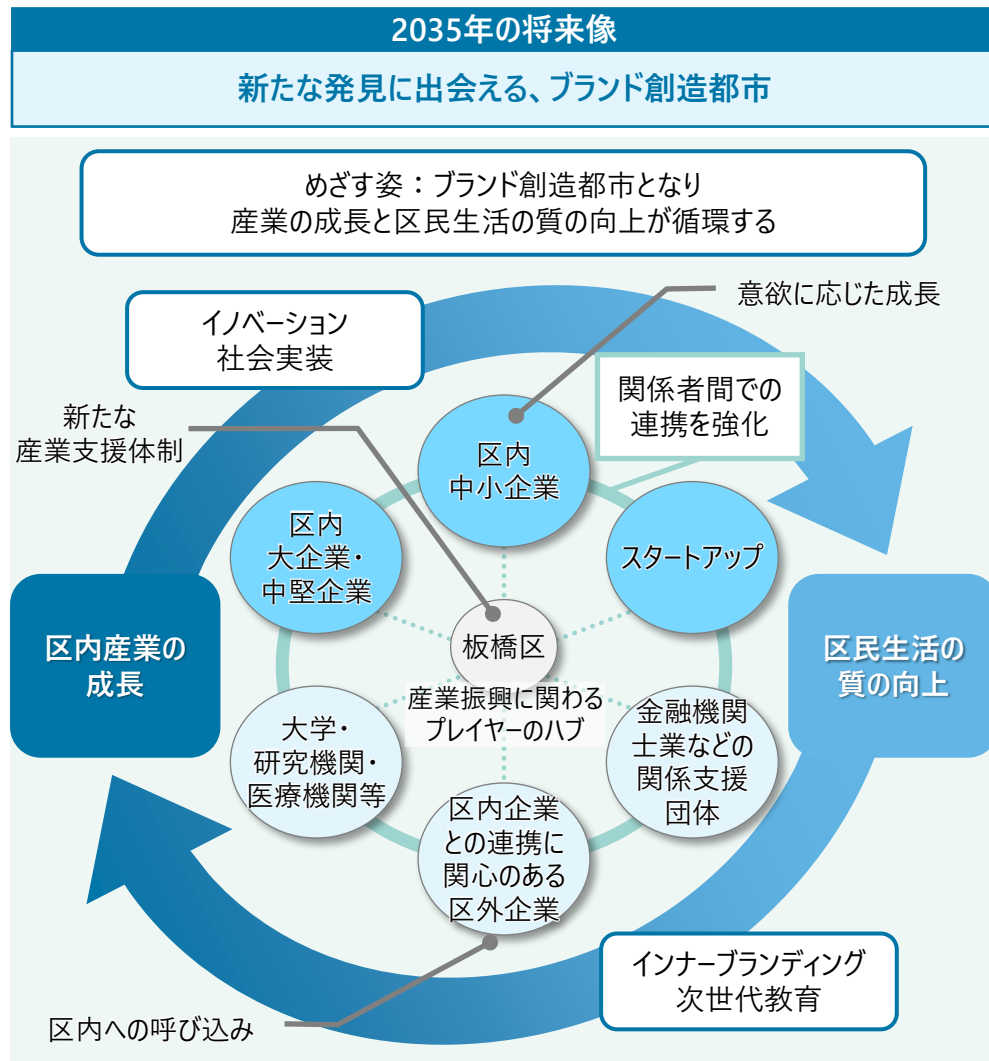 2035年の将来像
新たな発見に出会える、ブランド創造都市
めざす姿：ブランド創造都市となり
産業の成長と区民生活の質の向上が循環する
意欲に応じた成長
イノベーション
社会実装
関係者間での
連携を強化
新たな
産業支援体制
区内
中小企業
区内
大企業・
中堅企業
スタートアップ
板橋区
産業振興に関わる
プレイヤーのハブ
区内産業の
成長
区民生活の
質の向上
大学・
研究機関・
医療機関等
金融機関
士業などの
関係支援
団体
区内企業
との連携に
関心のある
区外企業
インナーブランディング
次世代教育
区内への呼び込み